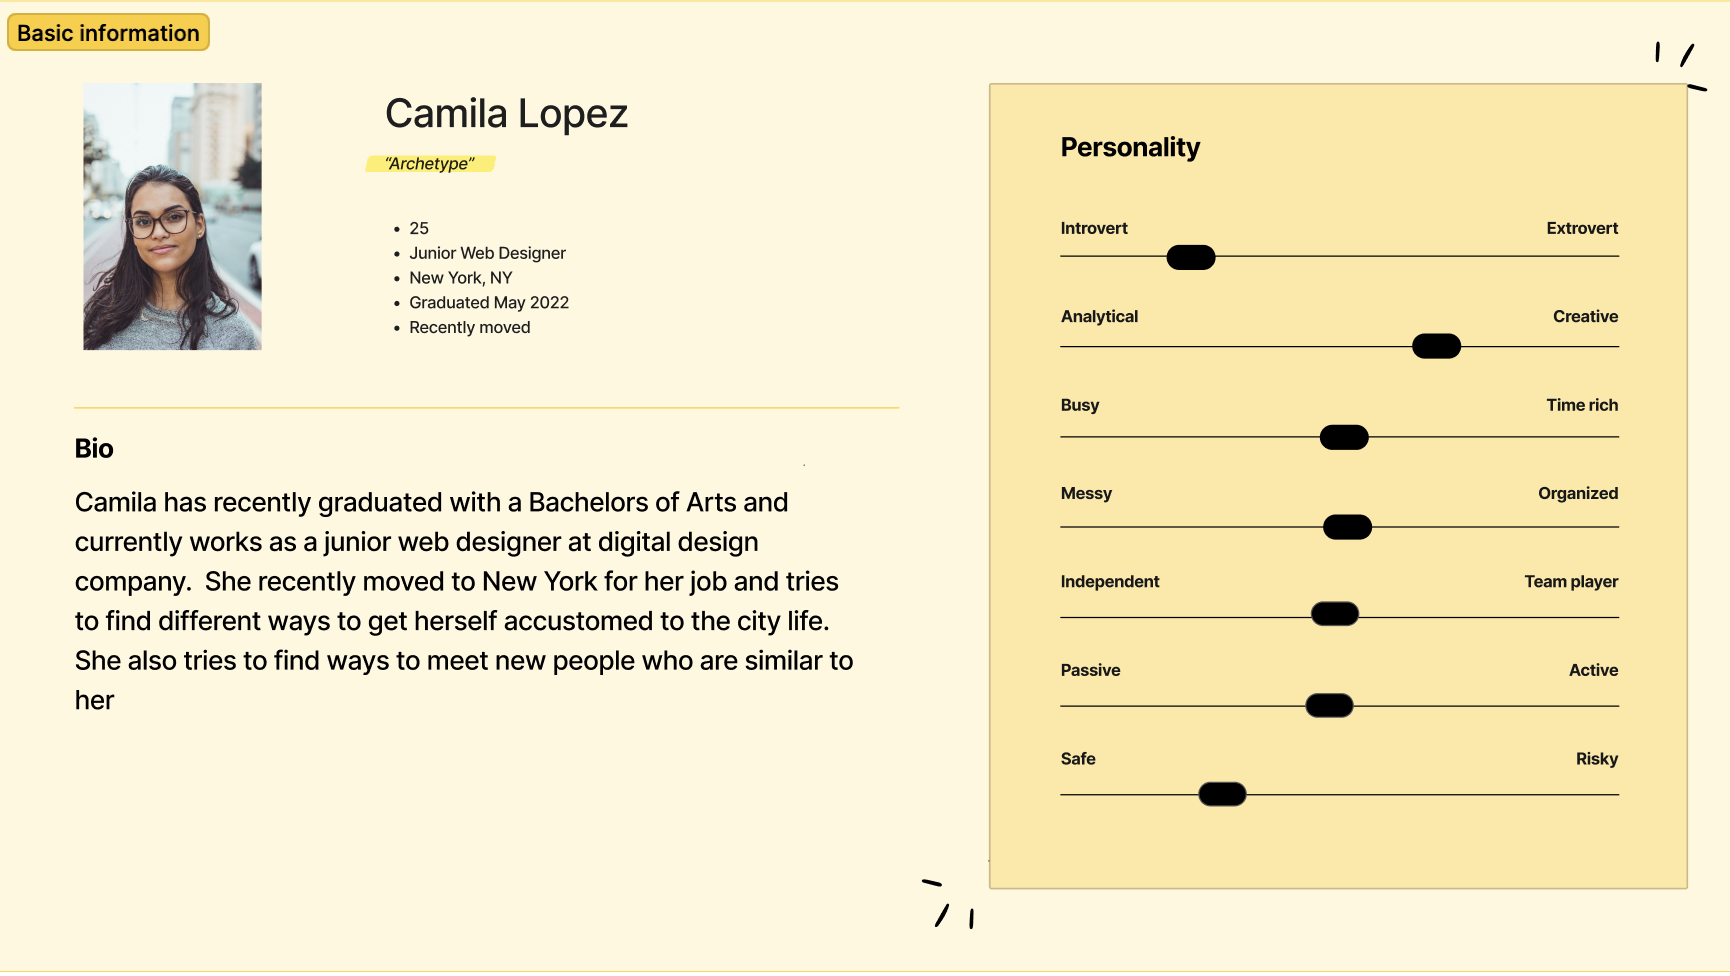 Basic information
Camila Lopez
“Archetype”
• 25
• Junior Web Designer
• New York, NY
• Graduated May 2022
• Recently moved
Bio
Camila has recently graduated with a Bachelors of Arts and
currently works as a junior web designer at digital design
company.  She recently moved to New York for her job and tries
to find different ways to get herself accustomed to the city life.
She also tries to find ways to meet new people who are similar to
her
Personality
Introvert Extrovert
Analytical Creative
Busy Time rich
Messy Organized
Independent Team player
Passive Active
Safe Risky